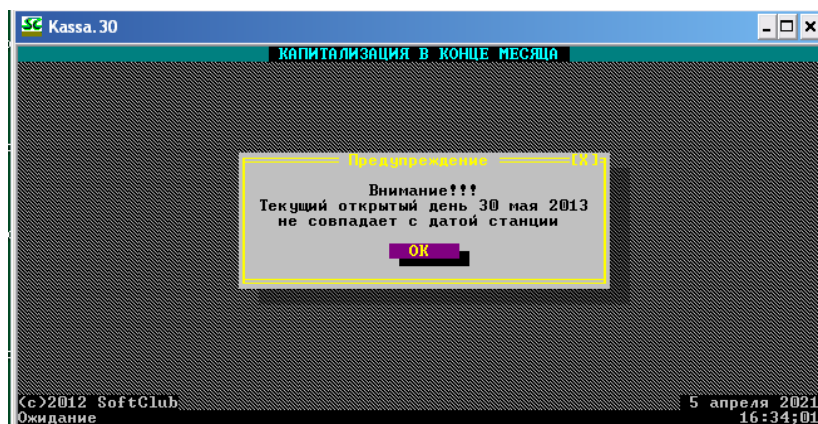 Kassa.30
КАПИТАЛИЗАЦИЯ В КОНЦЕ МЕСЯЦА
Предупреждение [X]
Внимание!!!
Текущий открытый день 30 мая 2013
не совпадает с датой станции
OK
(c)2012 SoftClub 5 апреля 2021
Ожидание 16:34;01